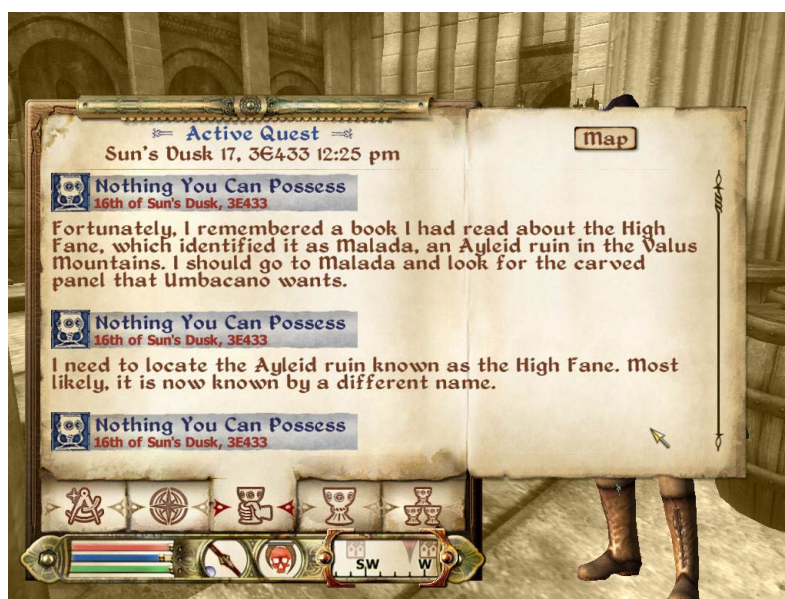 Active Quest
Sun's Dusk 17, 3E433 12:25 pm
Map
Nothing You Can Possess
16th of Sun's Dusk, 3E433
Fortunately, I remembered a book I had read about the High
Fane, which identified it as Malada, an Ayleid ruin in the Valus
Mountains. I should go to Malada and look for the carved
panel that Umbacano wants.
Nothing You Can Possess
16th of Sun's Dusk, 3E433
I need to locate the Ayleid ruin known as the High Fane. Most
likely, it is now known by a different name.
Nothing You Can Possess
16th of Sun's Dusk, 3E433
SW W